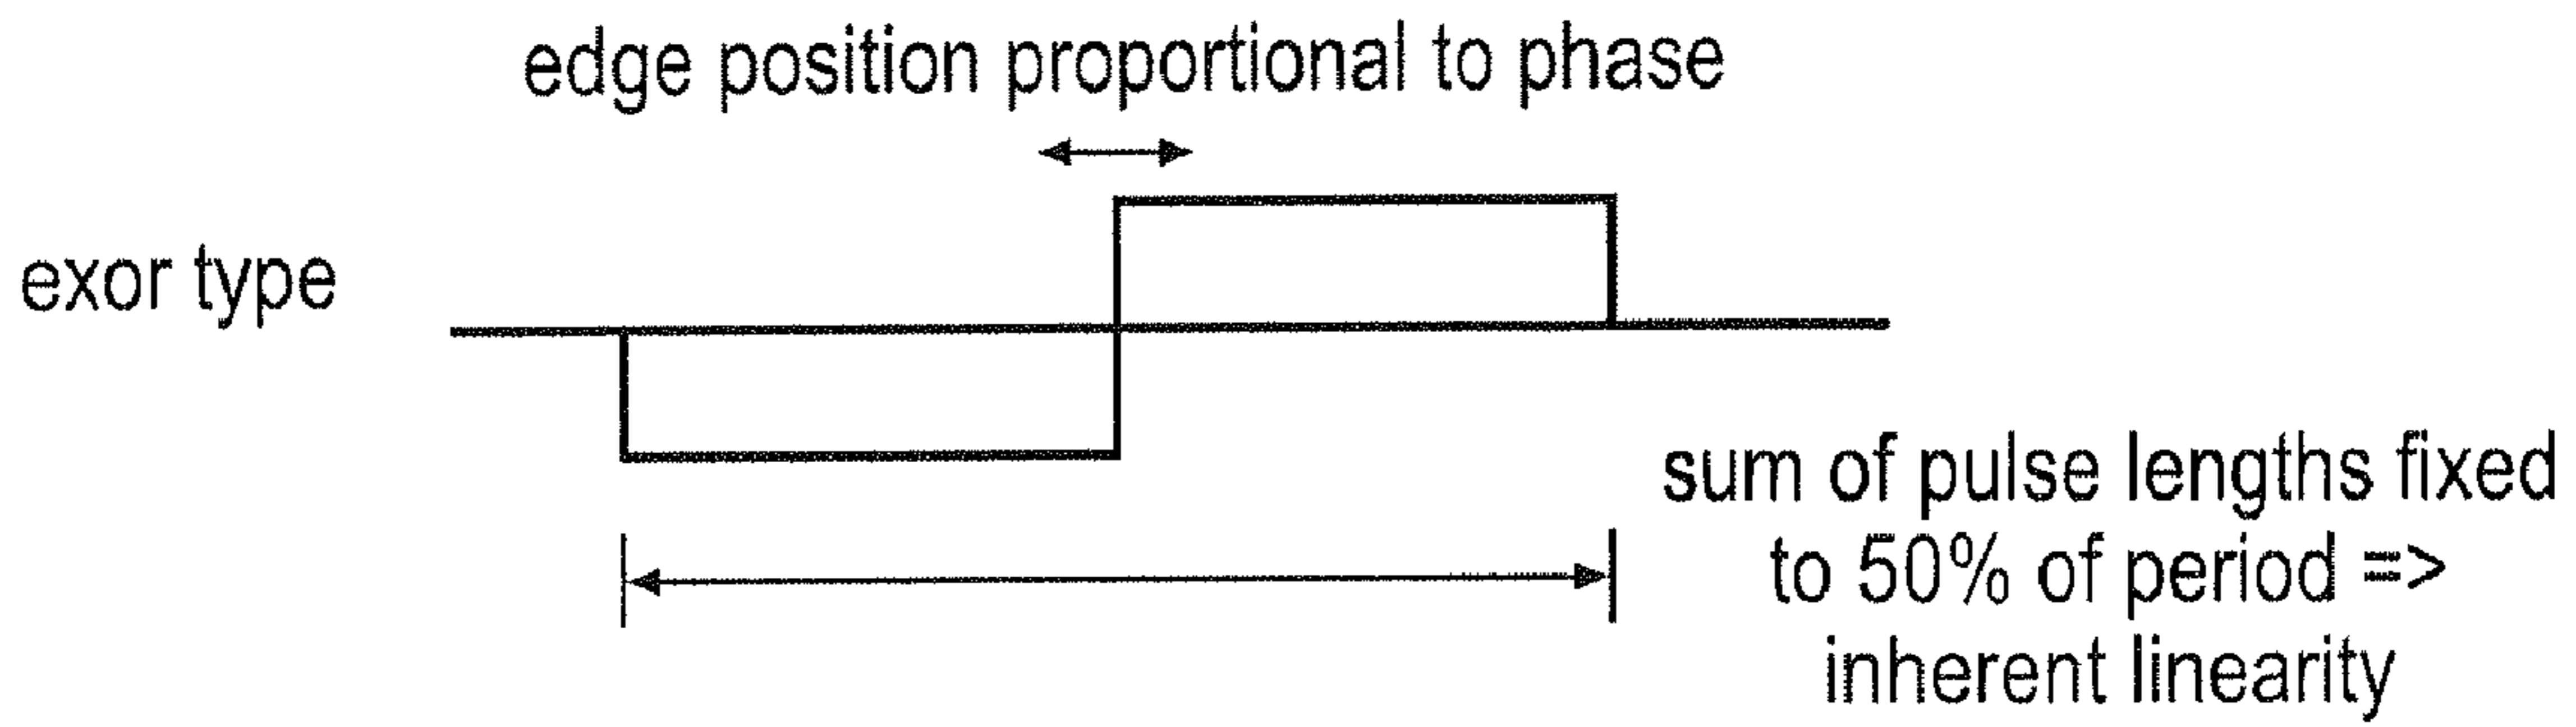 edge position proportional to phase
exor type
sum of pulse lengths fixed
to 50% of period =>
inherent linearity